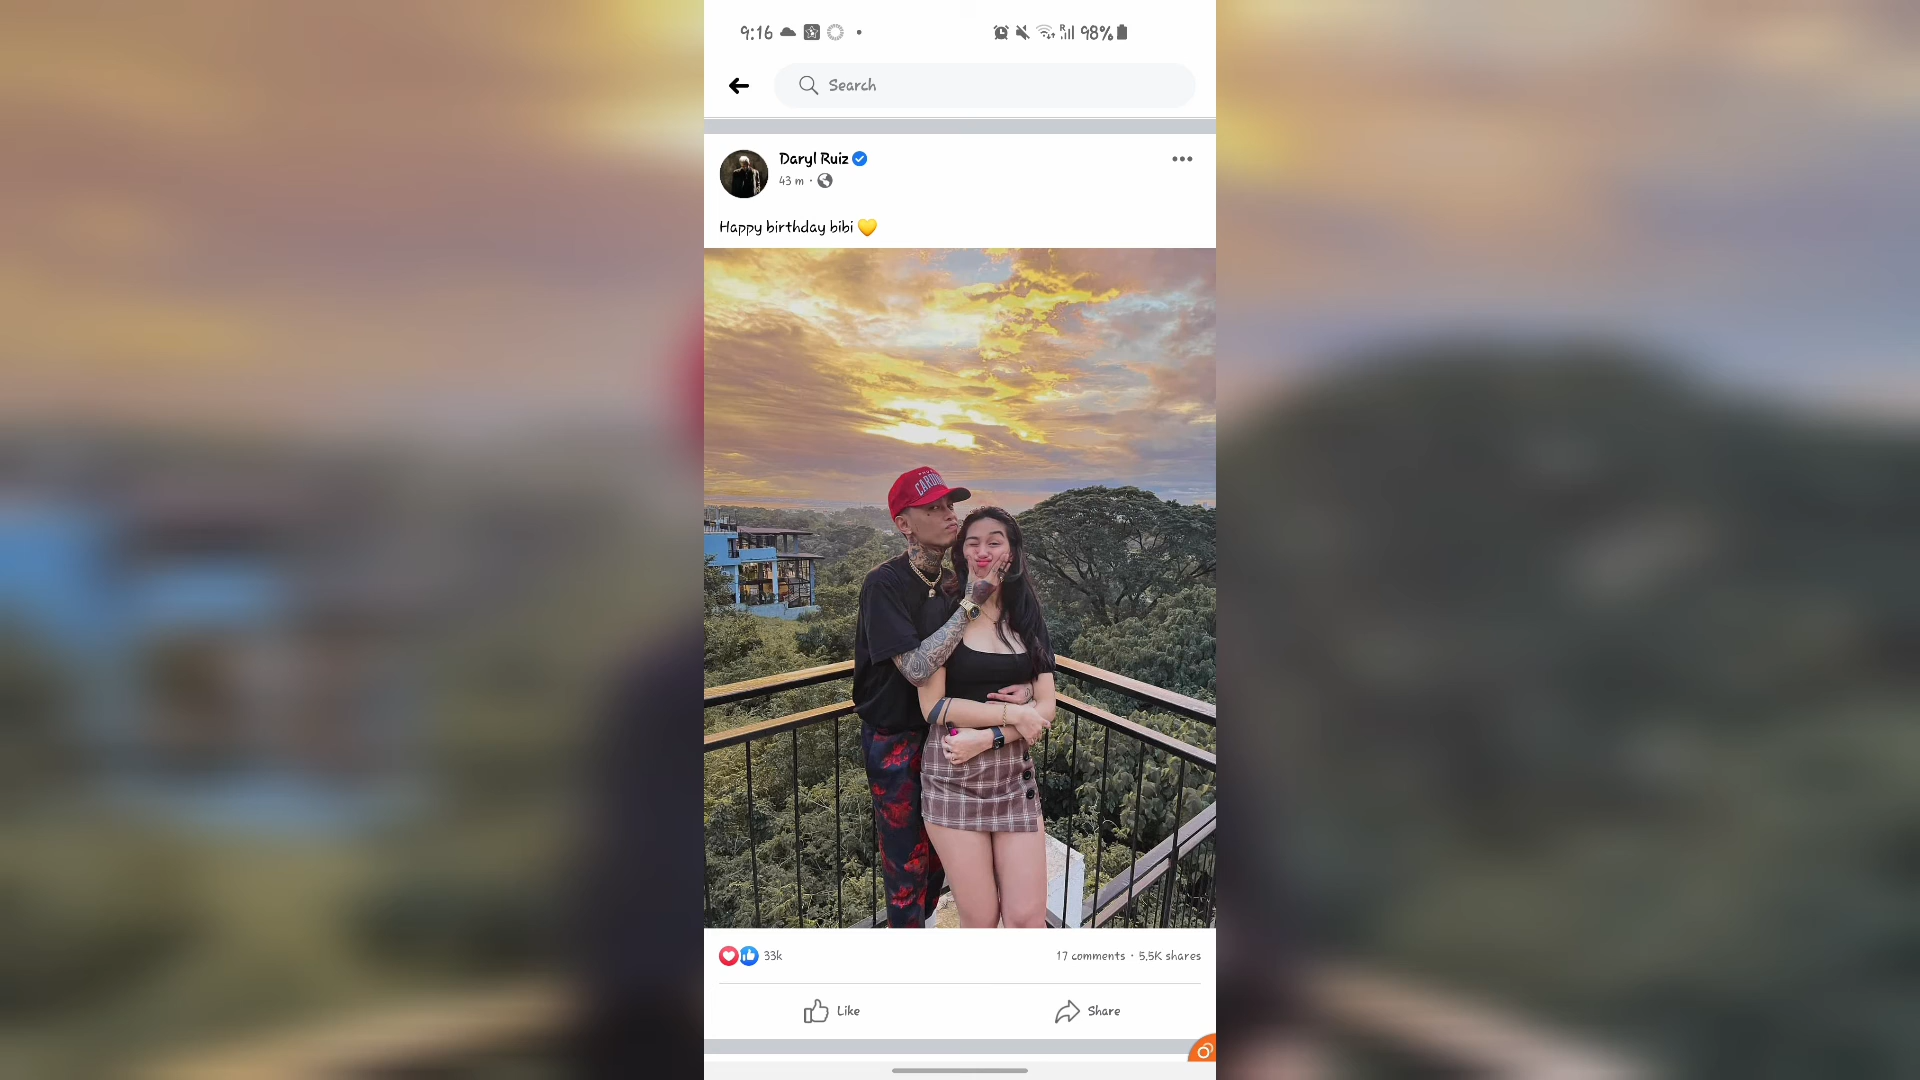 9:16
98%
Search
Daryl Ruiz
43 m ·
Happy birthday bibi 💛
33k
17 comments · 5,5K shares
Like
Share